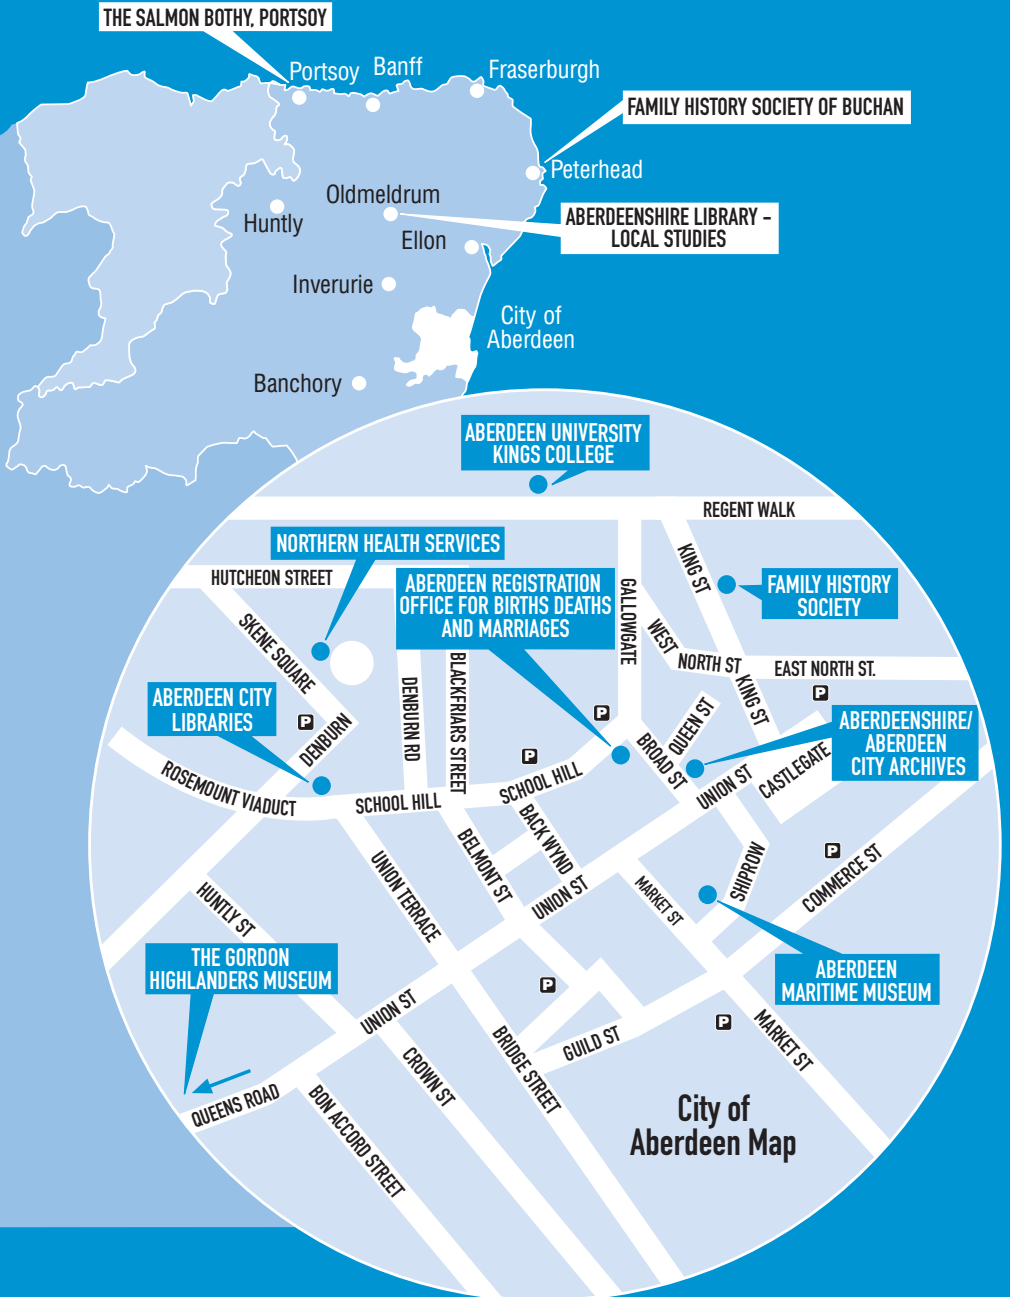 THE SALMON BOTHY, PORTSOY
Portsoy
Banff
Fraserburgh
FAMILY HISTORY SOCIETY OF BUCHAN
Peterhead
Oldmeldrum
Huntly
ABERDEENSHIRE LIBRARY -
LOCAL STUDIES
Ellon
Inverurie
City of
Aberdeen
Banchory
ABERDEEN UNIVERSITY
KINGS COLLEGE
REGENT WALK
NORTHERN HEALTH SERVICES
HUTCHEON STREET
ABERDEEN REGISTRATION
OFFICE FOR BIRTHS DEATHS
AND MARRIAGES
KING ST
FAMILY HISTORY
SOCIETY
GALLOWGATE
SKENE SQUARE
WEST
NORTH ST
EAST NORTH ST.
BLACKFRIARS STREET
DENBURN RD
KING ST
P
ABERDEEN CITY
LIBRARIES
P
DENBURN
P
QUEEN ST
ABERDEENSHIRE/
ABERDEEN
CITY ARCHIVES
BROAD ST
P
ROSEMOUNT VIADUCT
SCHOOL HILL
SCHOOL HILL
UNION ST
CASTLEGATE
BACK WYND
BELMONT ST
P
UNION TERRACE
UNION ST
MARKET ST
SHIPROW
COMMERCE ST
HUNTLY ST
THE GORDON
HIGHLANDERS MUSEUM
ABERDEEN
MARITIME MUSEUM
P
UNION ST
P
GUILD ST
MARKET ST
BRIDGE STREET
CROWN ST
QUEENS ROAD
BON ACCORD STREET
City of
Aberdeen Map